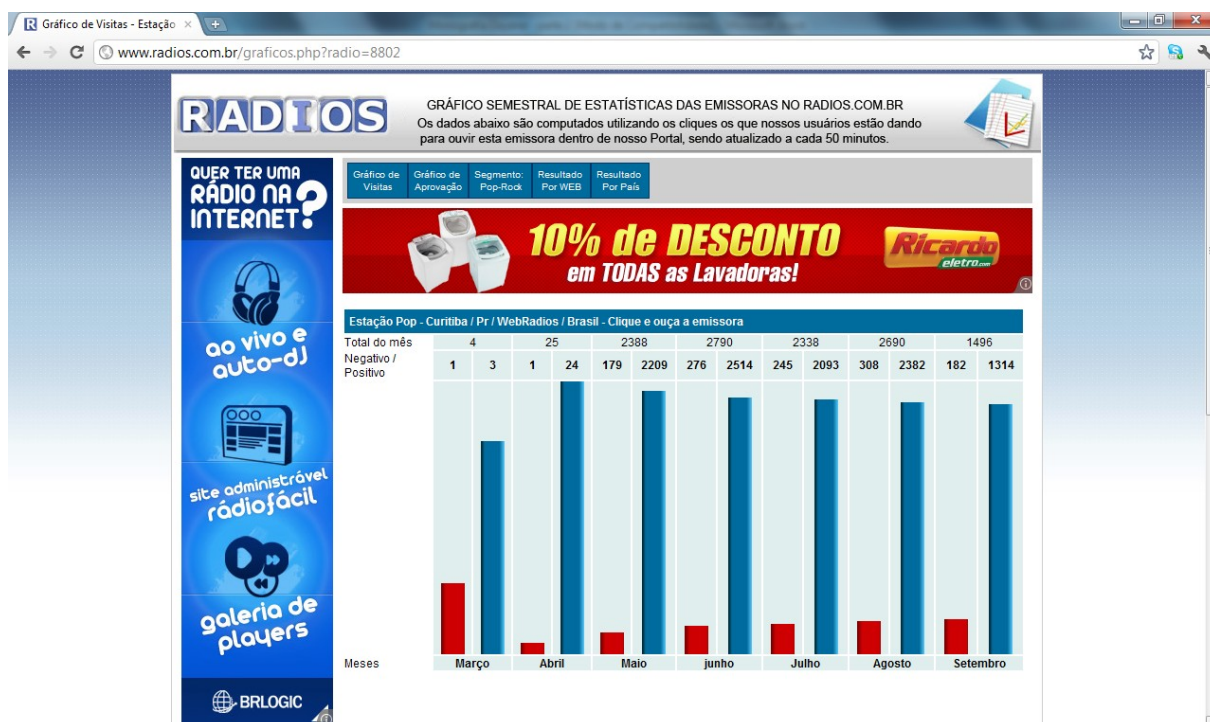 Gráfico de Visitas - Estação
www.radios.com.br/graficos.php?radio=8802
RADIOS
GRÁFICO SEMESTRAL DE ESTATÍSTICAS DAS EMISSORAS NO RADIOS.COM.BR
Os dados abaixo são computados utilizando os cliques os que nossos usuários estão dando
para ouvir esta emissora dentro de nosso Portal, sendo atualizado a cada 50 minutos.
QUER TER UMA
RÁDIO NA
INTERNET?
ao vivo e
auto-dJ
site administrável
rádiofácil
galeria de
players
BRLOGIC
Gráfico de Visitas
Gráfico de Aprovação
Segmento: Pop-Rock
Resultado Por WEB
Resultado Por País
10% de DESCONTO
em TODAS as Lavadoras!
Ricardo
eletro.com
Estação Pop - Curitiba / Pr / WebRadios / Brasil - Clique e ouça a emissora
Total do mês 4 25 2388 2790 2338 2690 1496
Negativo / Positivo 1 3 1 24 179 2209 276 2514 245 2093 308 2382 182 1314
Meses Março Abril Maio junho Julho Agosto Setembro